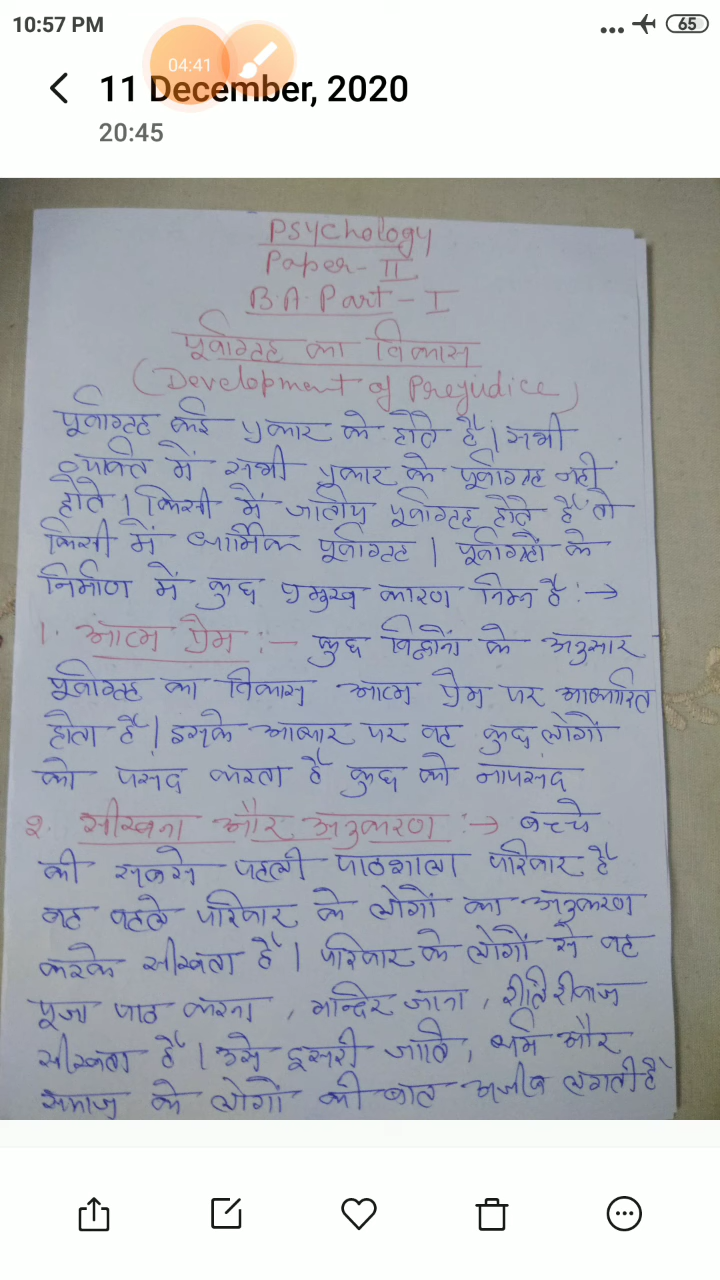 10:57 PM
65
04:41
11 December, 2020
20:45
Psychology
Paper-II
B.A. Part - I
पूर्वाग्रह का विकास
(Development of Prejudice)
पूर्वाग्रह कई प्रकार के होते है। सभी
व्यक्ति में सभी प्रकार के पूर्वाग्रह नहीं
होते। किसी में जातीय पूर्वाग्रह होते है तो
किसी में धार्मिक पूर्वाग्रह। पूर्वाग्रहों के
निर्माण में कुछ प्रमुख कारण निम्न है :→
1. आत्म प्रेम :- कुछ विद्वानों के अनुसार
पूर्वाग्रह का विकास आत्म प्रेम पर आधारित
होता है। इसके आधार पर वह कुछ लोगों
को पसंद करता है कुछ को नापसंद
2. सीखना और अनुकरण :→ बच्चे
की सबसे पहली पाठशाला परिवार है
वह पहले परिवार के लोगों का अनुकरण
करके सीखता है। परिवार के लोगों से वह
पूजा पाठ करना, मन्दिर जाना, रीति रीवाज
सीखता है। उसे दूसरी जाति, धर्म और
समाज के लोगों की बात अजीब लगती है